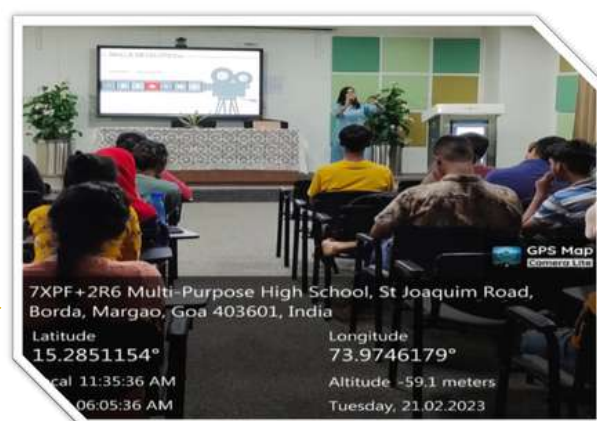 GPS Map
Camera Lite
7XPF+2R6 Multi-Purpose High School, St Joaquim Road,
Borda, Margao, Goa 403601, India
Latitude
Longitude
15.2851154°
73.9746179°
11:35:36 AM
Altitude -59.1 meters
06:05:36 AM
Tuesday, 21.02.2023